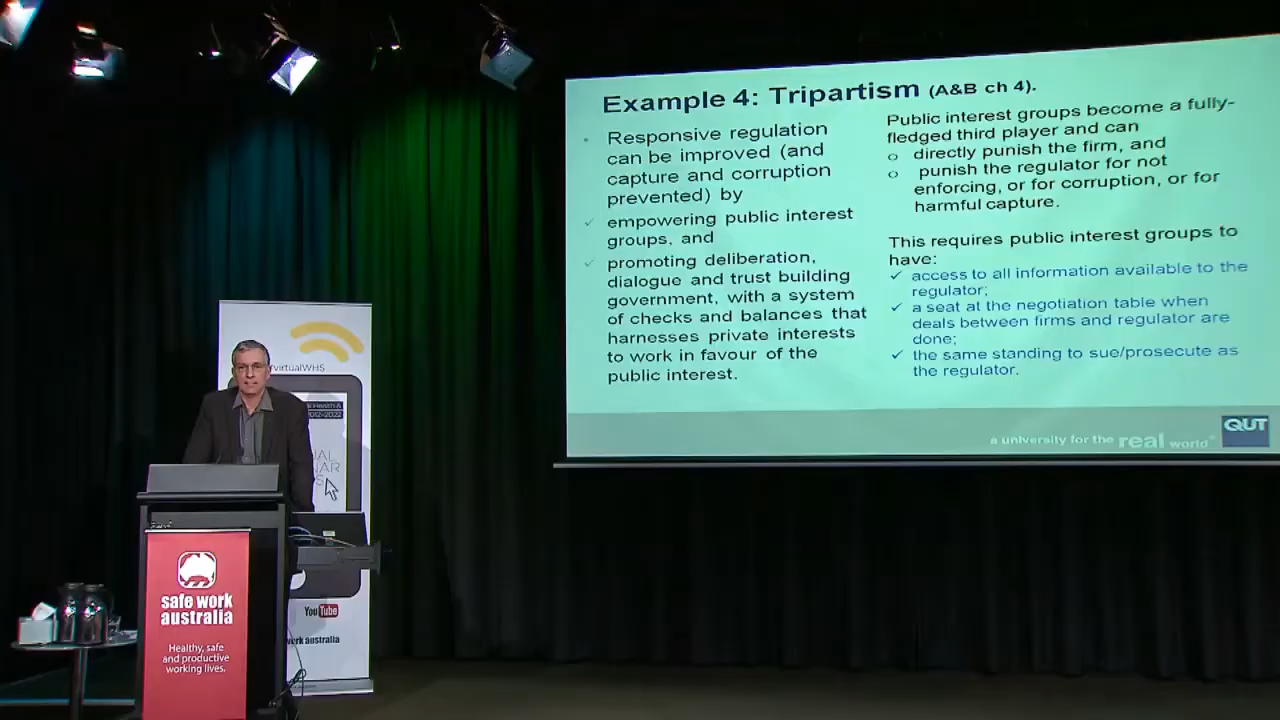 Example 4: Tripartism (A&B ch 4).
Responsive regulation
can be improved (and
capture and corruption
prevented) by
empowering public interest
groups, and
promoting deliberation,
dialogue and trust building
government, with a system
of checks and balances that
harnesses private interests
to work in favour of the
public interest.
Public interest groups become a fully-
fledged third player and can
directly punish the firm, and
punish the regulator for not
enforcing, or for corruption, or for
harmful capture.
This requires public interest groups to
have:
access to all information available to the
regulator;
a seat at the negotiation table when
deals between firms and regulator are
done;
the same standing to sue/prosecute as
the regulator.
a university for the real world
QUT
virtualWHS
2012-2022
YouTube
australia
safe work
australia
Healthy, safe
and productive
working lives.